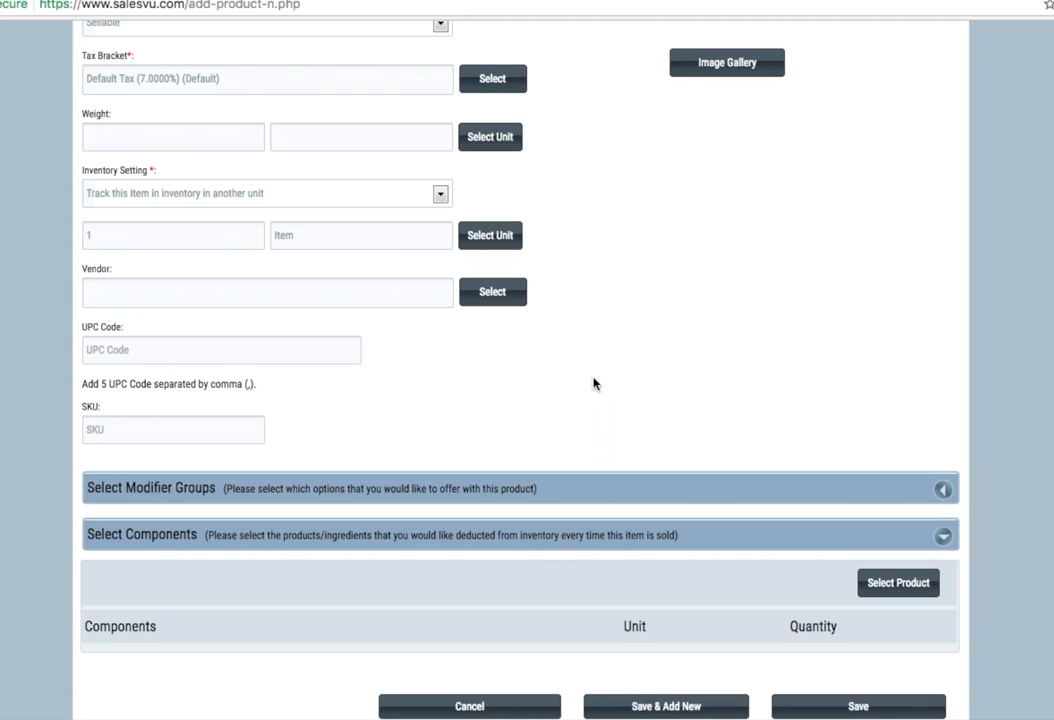 ecure https://www.salesvu.com/add-product-n.php
Sellable
Tax Bracket*:
Image Gallery
Default Tax (7.0000%) (Default)
Select
Weight:
Select Unit
Inventory Setting *:
Track this item in inventory in another unit
1
Item
Select Unit
Vendor:
Select
UPC Code:
UPC Code
Add 5 UPC Code separated by comma (,).
SKU:
SKU
Select Modifier Groups (Please select which options that you would like to offer with this product)
Select Components (Please select the products/ingredients that you would like deducted from inventory every time this item is sold)
Select Product
Components Unit Quantity
Cancel
Save & Add New
Save